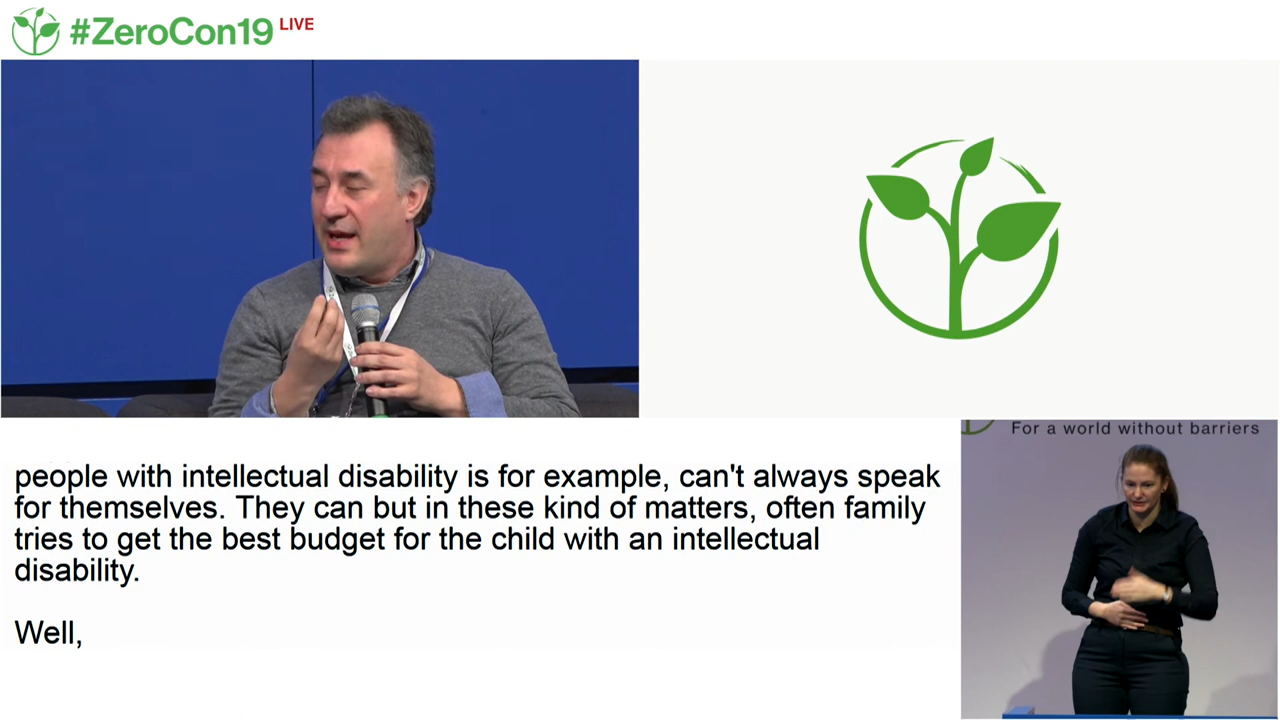 #ZeroCon19 LIVE
For a world without barriers
people with intellectual disability is for example, can't always speak
for themselves. They can but in these kind of matters, often family
tries to get the best budget for the child with an intellectual
disability.
Well,